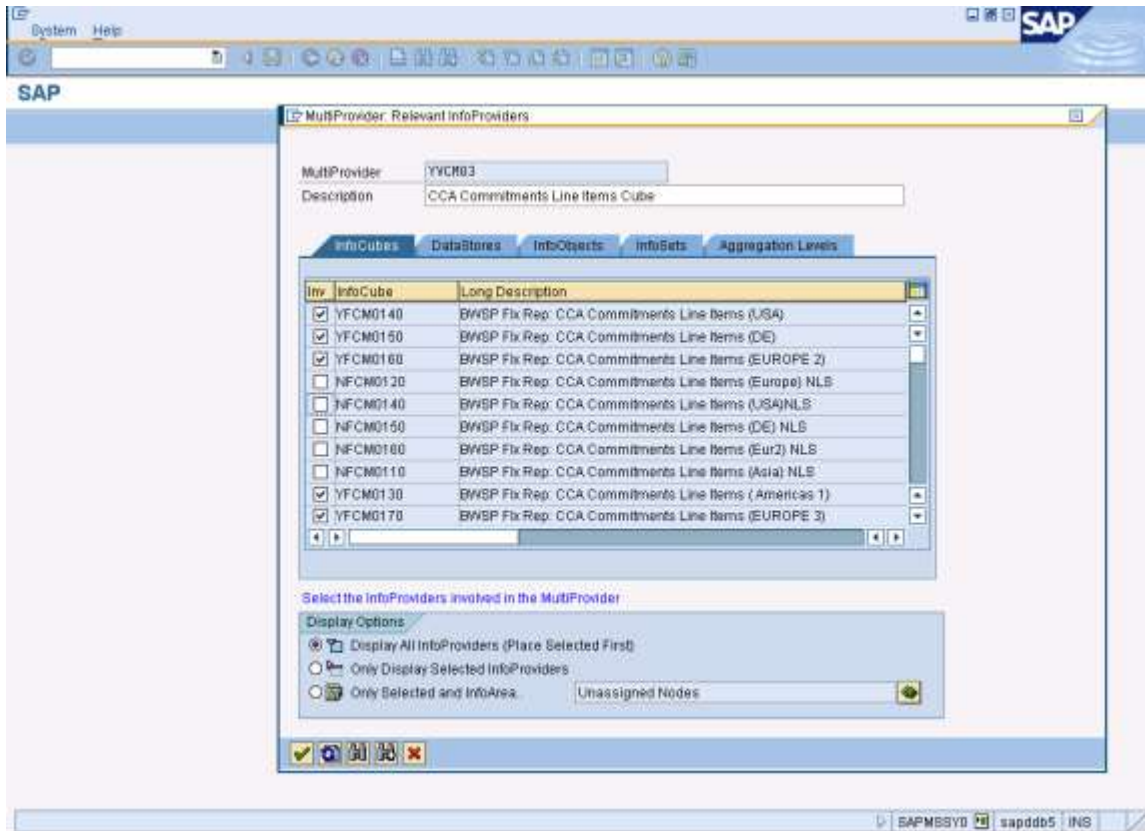 System Help
SAP
SAP
MultiProvider: Relevant InfoProviders
MultiProvider YVCM03
Description CCA Commitments Line Items Cube
InfoCubes DataStores InfoObjects InfoSets Aggregation Levels
Inv InfoCube Long Description
YFCM0140 BWSP Flx Rep: CCA Commitments Line Items (USA)
YFCM0150 BWSP Flx Rep: CCA Commitments Line Items (DE)
YFCM0160 BWSP Flx Rep: CCA Commitments Line Items (EUROPE 2)
NFCM0120 BWSP Flx Rep: CCA Commitments Line Items (Europe) NLS
NFCM0140 BWSP Flx Rep: CCA Commitments Line Items (USA)NLS
NFCM0150 BWSP Flx Rep: CCA Commitments Line Items (DE) NLS
NFCM0160 BWSP Flx Rep: CCA Commitments Line Items (Eur2) NLS
NFCM0110 BWSP Flx Rep: CCA Commitments Line Items (Asia) NLS
YFCM0130 BWSP Flx Rep: CCA Commitments Line Items ( Americas 1)
YFCM0170 BWSP Flx Rep: CCA Commitments Line Items (EUROPE 3)
Select the InfoProviders involved in the MultiProvider
Display Options
Display All InfoProviders (Place Selected First)
Only Display Selected InfoProviders
Only Selected and InfoArea... Unassigned Nodes
SAPMSSY0 sapddb5 INS